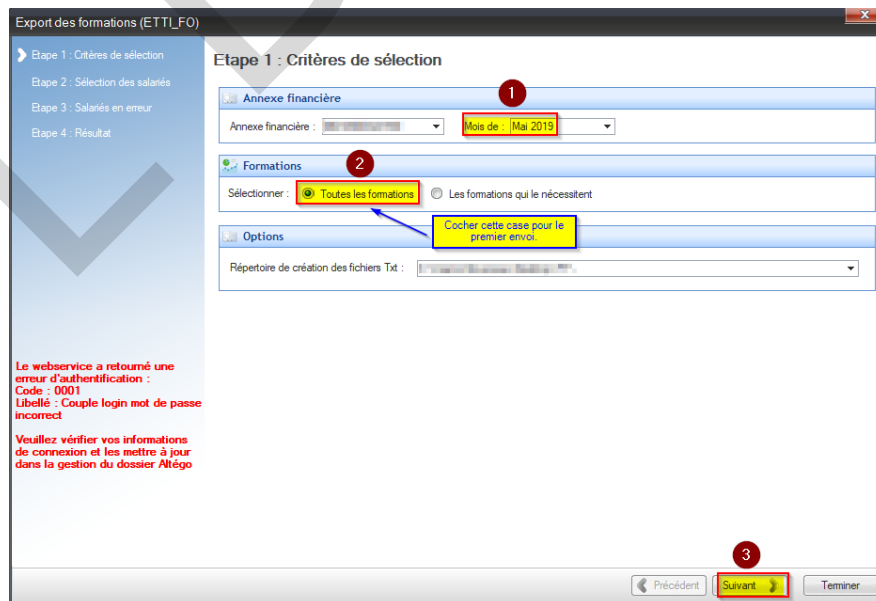 Export des formations (ETTI_FO)
Etape 1 : Critères de sélection
Etape 2 : Sélection des salariés
Etape 3 : Salariés en erreur
Etape 4 : Résultat
Le webservice a retourné une
erreur d'authentification :
Code : 0001
Libellé : Couple login mot de passe
incorrect
Veuillez vérifier vos informations
de connexion et les mettre à jour
dans la gestion du dossier Altégo
Etape 1 : Critères de sélection
1
Annexe financière
Annexe financière : Mois de : Mai 2019
2
Formations
Sélectionner : Toutes les formations Les formations qui le nécessitent
Cocher cette case pour le
premier envoi.
Options
Répertoire de création des fichiers Txt :
3
Précédent Suivant Terminer